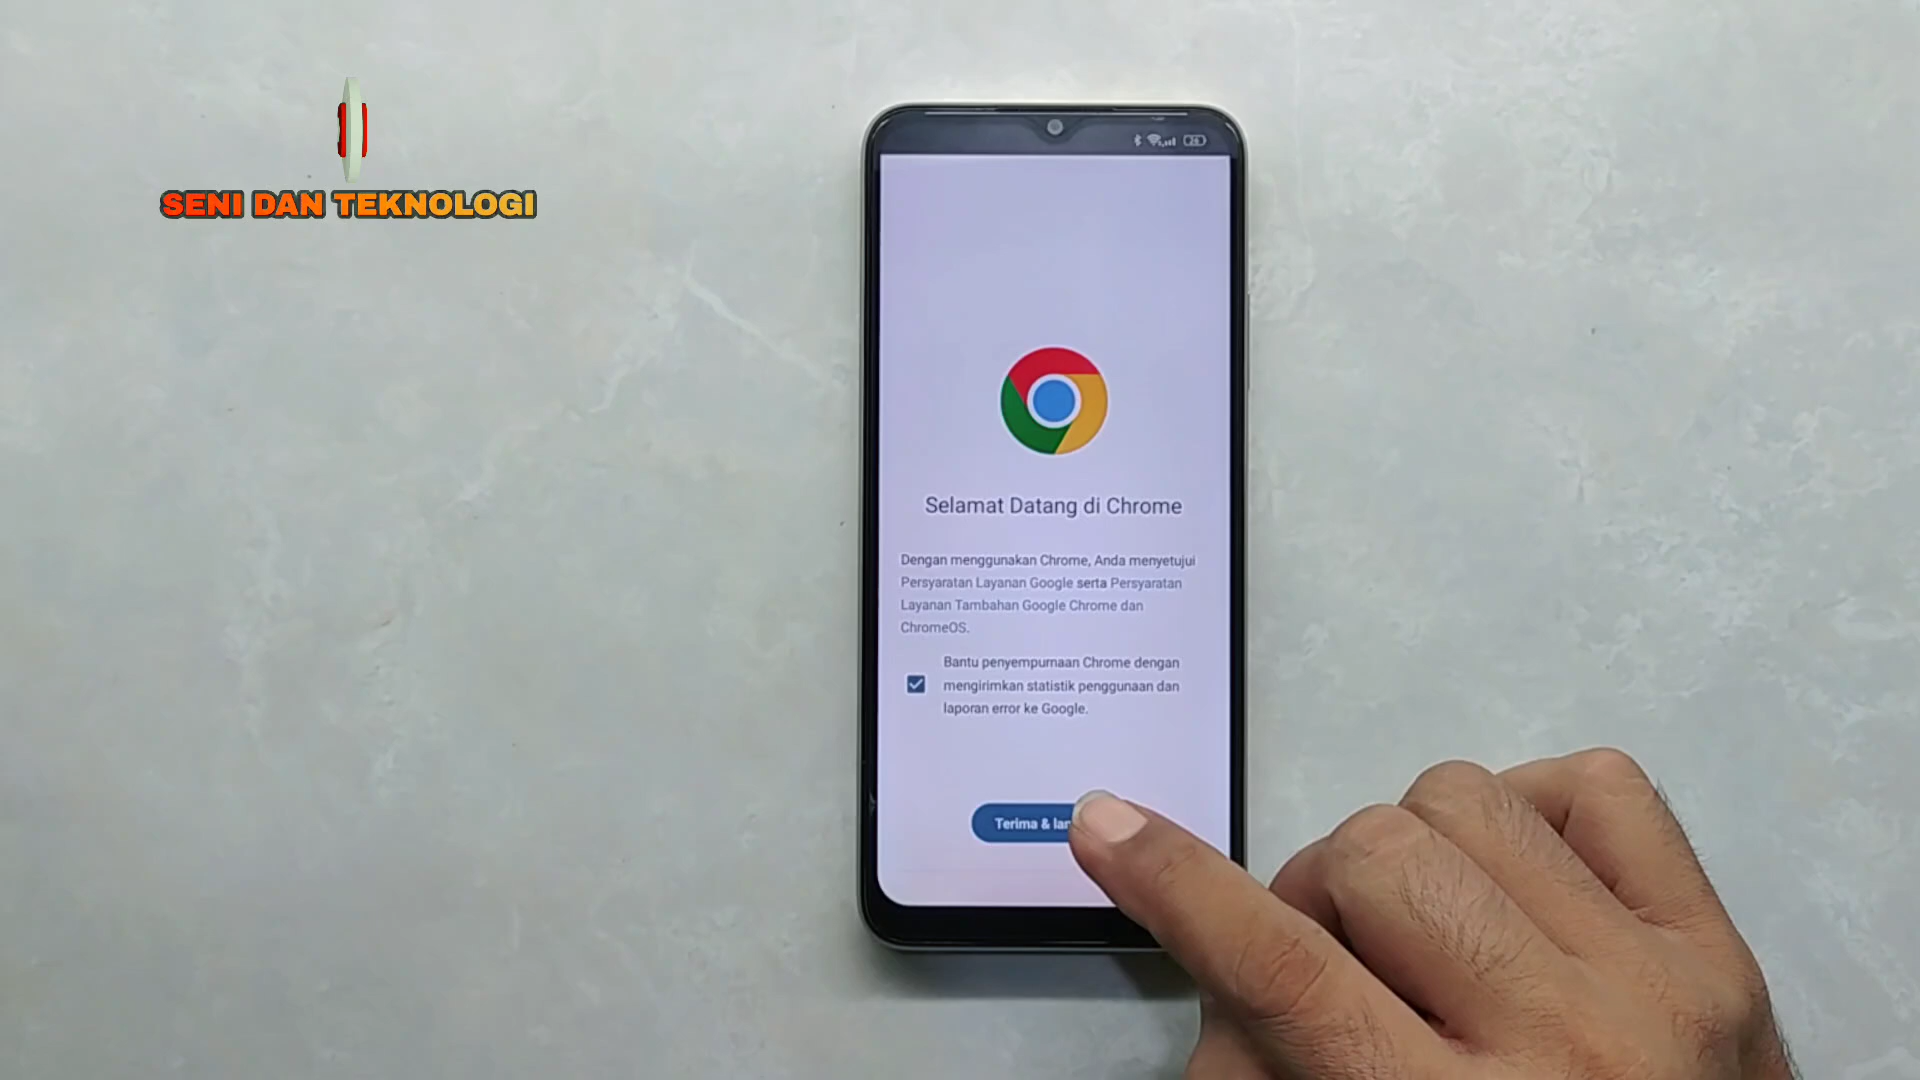 SENI DAN TEKNOLOGI
Selamat Datang di Chrome
Dengan menggunakan Chrome, Anda menyetujui
Persyaratan Layanan Google serta Persyaratan
Layanan Tambahan Google Chrome dan
ChromeOS.
Bantu penyempurnaan Chrome dengan
mengirimkan statistik penggunaan dan
laporan error ke Google.
Terima &